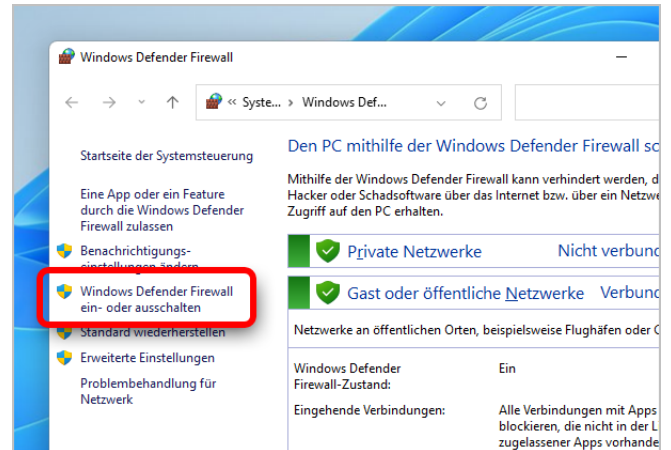 Windows Defender Firewall
« Syste... › Windows Def...
Startseite der Systemsteuerung
Eine App oder ein Feature
durch die Windows Defender
Firewall zulassen
Benachrichtigungs-
einstellungen ändern
Windows Defender Firewall
ein- oder ausschalten
Standard wiederherstellen
Erweiterte Einstellungen
Problembehandlung für
Netzwerk
Den PC mithilfe der Windows Defender Firewall sc
Mithilfe der Windows Defender Firewall kann verhindert werden, d
Hacker oder Schadsoftware über das Internet bzw. über ein Netzwe
Zugriff auf den PC erhalten.
Private Netzwerke Nicht verbund
Gast oder öffentliche Netzwerke Verbund
Netzwerke an öffentlichen Orten, beispielsweise Flughäfen oder
Windows Defender Ein
Firewall-Zustand:
Eingehende Verbindungen: Alle Verbindungen mit Apps
blockieren, die nicht in der L
zugelassener Apps vorhande